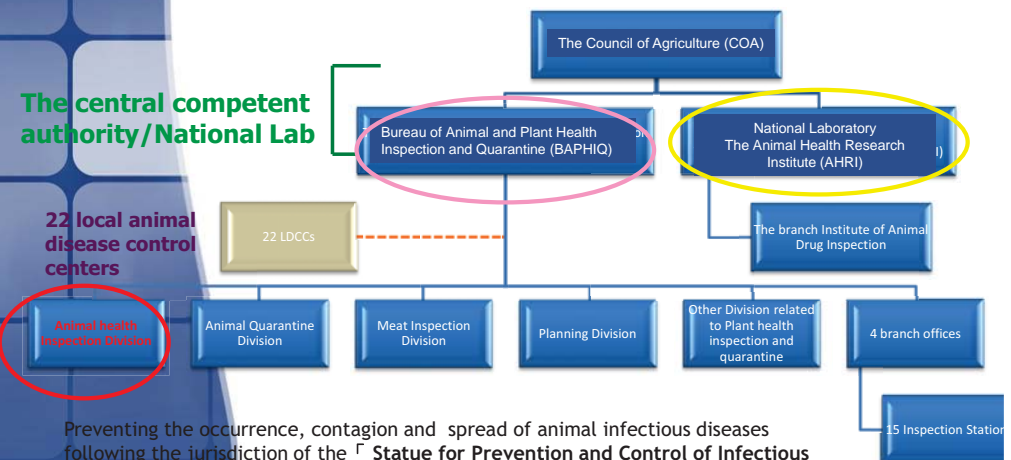 The Council of Agriculture (COA)
The central competent
authority/National Lab
Bureau of Animal and Plant Health
Inspection and Quarantine (BAPHIQ)
National Laboratory
The Animal Health Research
Institute (AHRI)
22 local animal
disease control
centers
22 LDCCs
The branch Institute of Animal
Drug Inspection
Animal health
Inspection Division
Animal Quarantine
Division
Meat Inspection
Division
Planning Division
Other Division related
to Plant health
inspection and
quarantine
4 branch offices
15 Inspection Station
Preventing the occurrence, contagion and spread of animal infectious diseases
following the jurisdiction of the「 Statue for Prevention and Control of Infectious